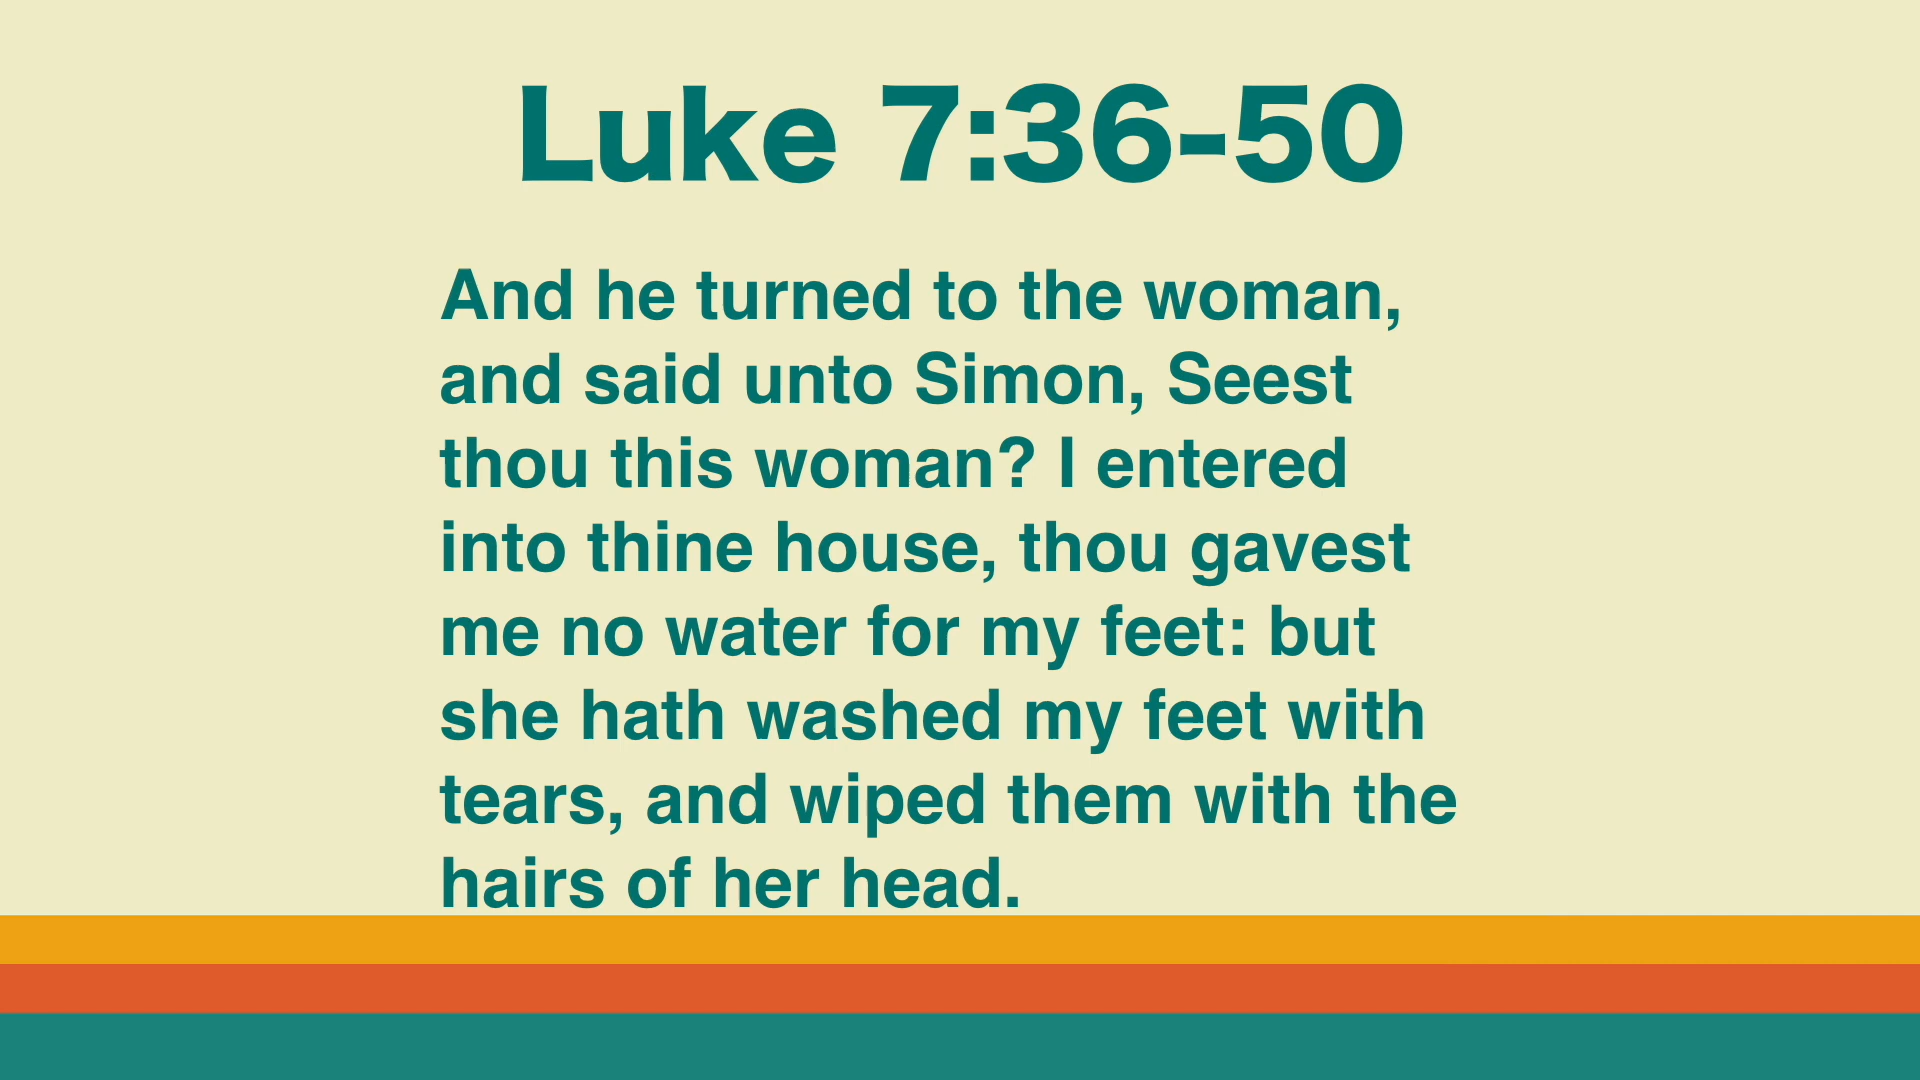 Luke 7:36-50
And he turned to the woman,
and said unto Simon, Seest
thou this woman? I entered
into thine house, thou gavest
me no water for my feet: but
she hath washed my feet with
tears, and wiped them with the
hairs of her head.